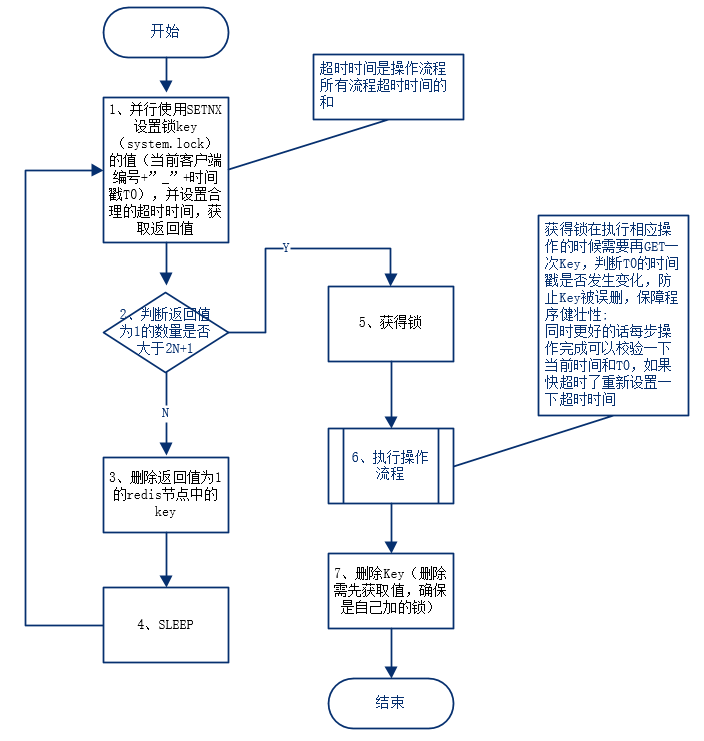 开始
超时时间是操作流程
所有流程超时时间的
和
1、并行使用SETNX
设置锁key
（system.lock）
的值（当前客户端
编号+”_”+时间
戳T0），并设置合
理的超时时间，获
取返回值
获得锁在执行相应操
作的时候需要再GET一
次Key，判断T0的时间
戳是否发生变化，防
止Key被误删，保障程
序健壮性;
同时更好的话每步操
作完成可以校验一下
当前时间和T0，如果
快超时了重新设置一
下超时时间
Y
2、判断返回值
为1的数量是否
大于2N+1
5、获得锁
N
6、执行操作
流程
3、删除返回值为1
的redis节点中的
key
7、删除Key（删除
需先获取值，确保
是自己加的锁）
4、SLEEP
结束